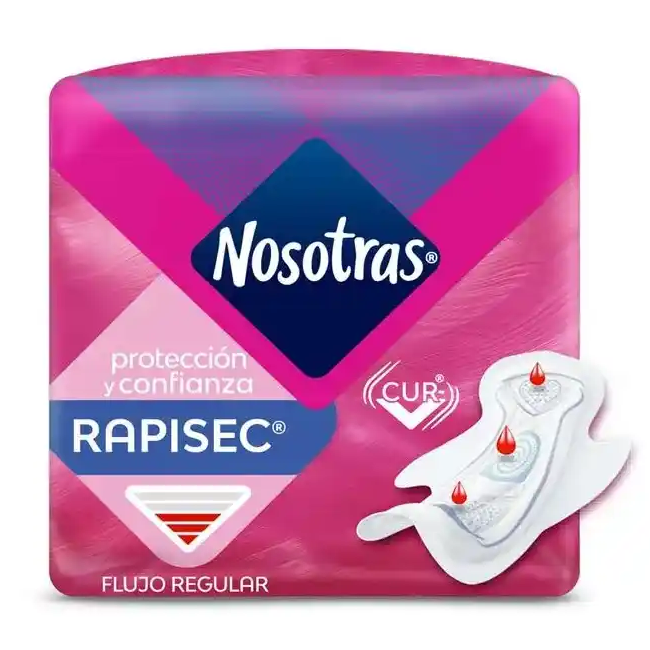 Nosotras®
protección
y confianza
RAPISEC®
CUR-®
FLUJO REGULAR